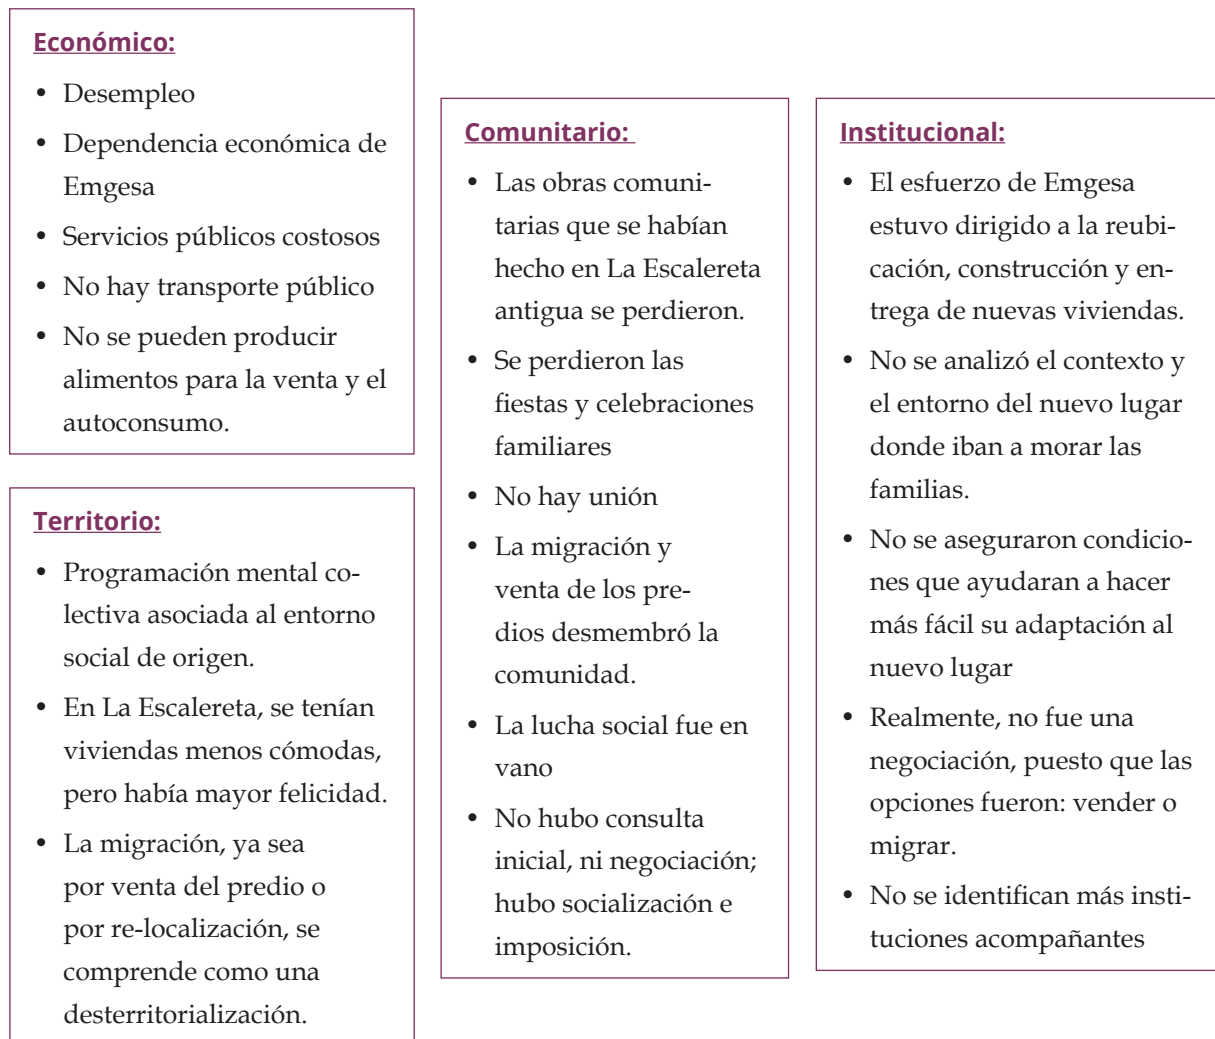 Económico:
• Desempleo
• Dependencia económica de
Emgesa
• Servicios públicos costosos
• No hay transporte público
• No se pueden producir
alimentos para la venta y el
autoconsumo.
Territorio:
• Programación mental co-
lectiva asociada al entorno
social de origen.
• En La Escalereta, se tenían
viviendas menos cómodas,
pero había mayor felicidad.
• La migración, ya sea
por venta del predio o
por re-localización, se
comprende como una
desterritorialización.
Comunitario:
• Las obras comuni-
tarias que se habían
hecho en La Escalereta
antigua se perdieron.
• Se perdieron las
fiestas y celebraciones
familiares
• No hay unión
• La migración y
venta de los pre-
dios desmembró la
comunidad.
• La lucha social fue en
vano
• No hubo consulta
inicial, ni negociación;
hubo socialización e
imposición.
Institucional:
• El esfuerzo de Emgesa
estuvo dirigido a la reubi-
cación, construcción y en-
trega de nuevas viviendas.
• No se analizó el contexto y
el entorno del nuevo lugar
donde iban a morar las
familias.
• No se aseguraron condicio-
nes que ayudaran a hacer
más fácil su adaptación al
nuevo lugar
• Realmente, no fue una
negociación, puesto que las
opciones fueron: vender o
migrar.
• No se identifican más insti-
tuciones acompañantes